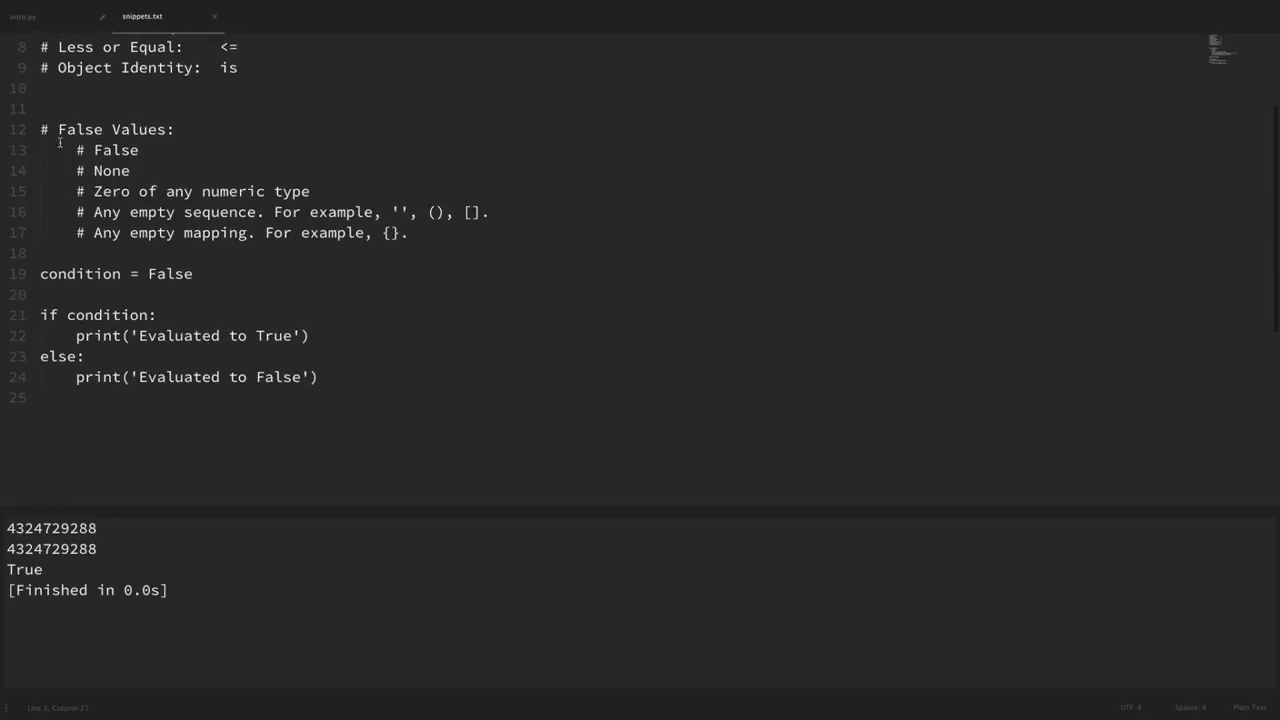 intro.py snippets.txt
8 # Less or Equal: <=
9 # Object Identity: is
10
11
12 # False Values:
13 # False
14 # None
15 # Zero of any numeric type
16 # Any empty sequence. For example, '', (), [].
17 # Any empty mapping. For example, {}.
18
19 condition = False
20
21 if condition:
22 print('Evaluated to True')
23 else:
24 print('Evaluated to False')
25
4324729288
4324729288
True
[Finished in 0.0s]
Line 3, Column 23 UTF-8 Spaces: 4 Plain Text